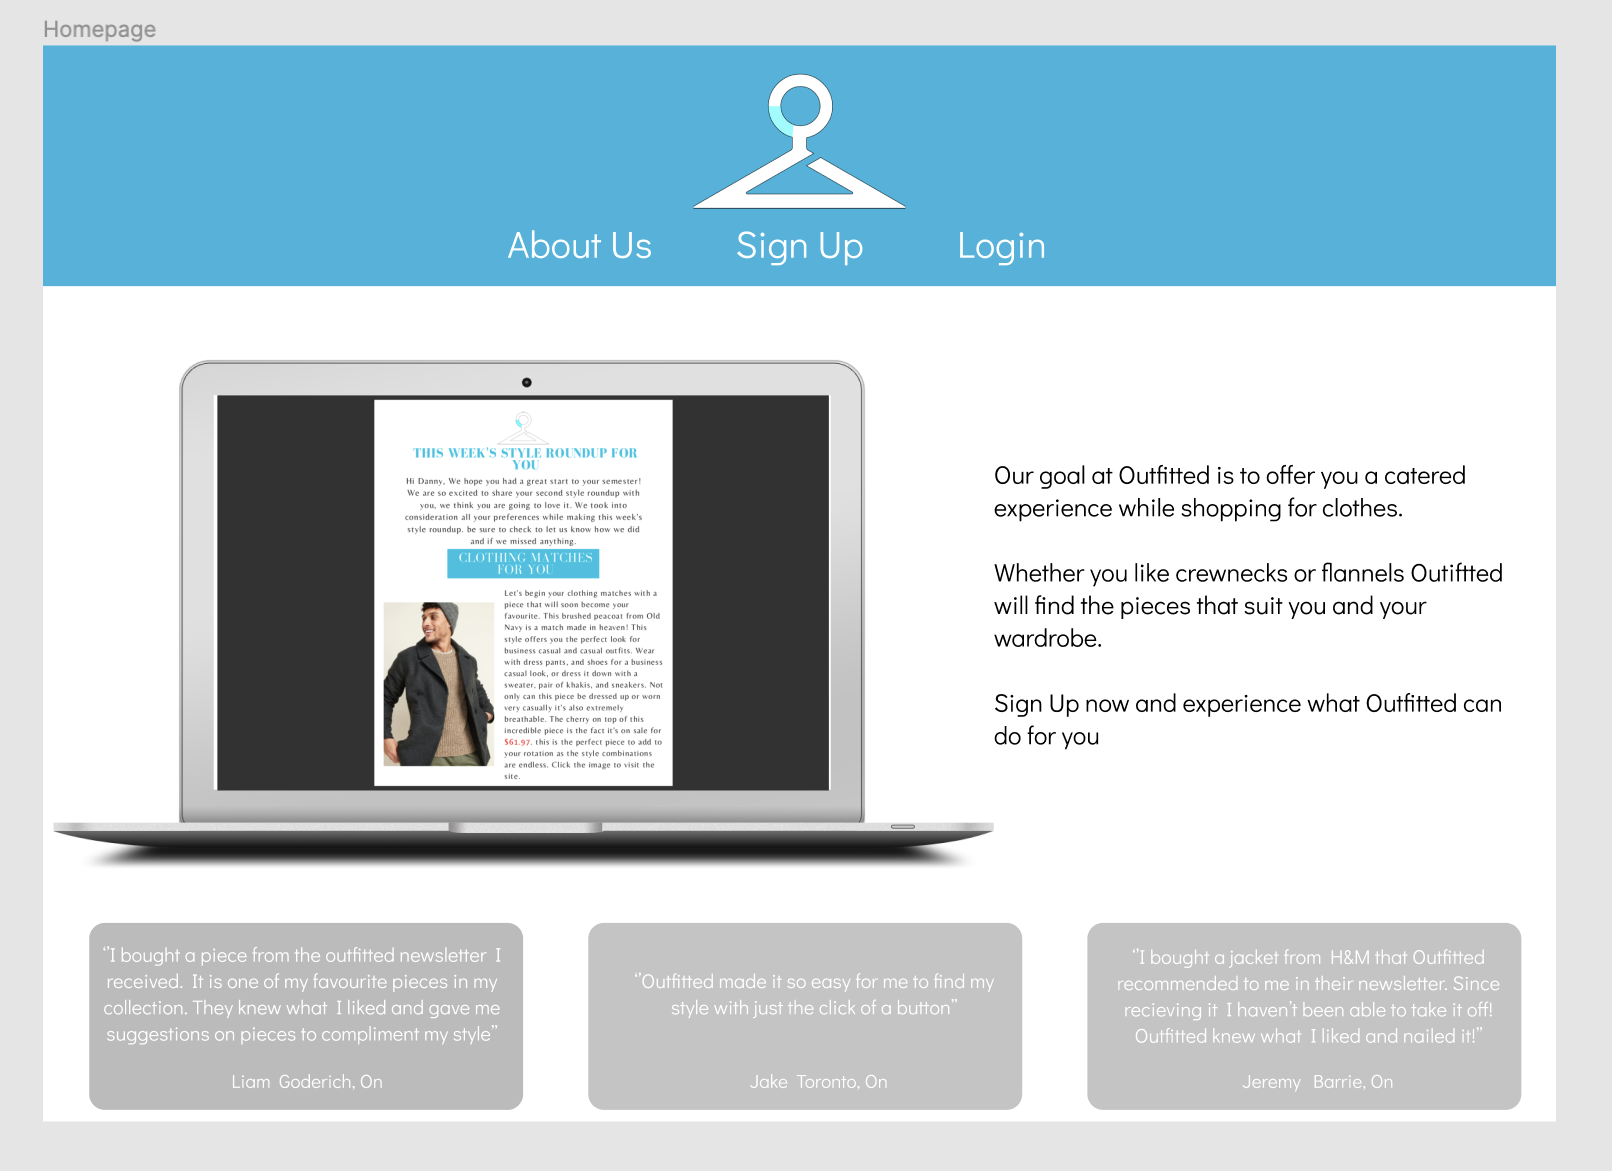 Homepage
About Us Sign Up Login
THIS WEEK'S STYLE ROUNDUP FOR
YOU
Hi Danny, We hope you had a great start to your semester!
We are so excited to share your second style roundup with
you, we think you are going to love it. We took into
consideration all your preferences while making this week's
style roundup. be sure to check to let us know how we did
and if we missed anything.
CLOTHING MATCHES
FOR YOU
Let's begin your clothing matches with a
piece that will soon become your
favourite. This brushed peacoat from Old
Navy is a match made in heaven! This
style offers you the perfect look for
business casual and casual outfits. Wear
with dress pants, and shoes for a business
casual look, or dress it down with a
sweater, pair of khakis, and sneakers. Not
only can this piece be dressed up or worn
very casually it's also extremely
breathable. The cherry on top of this
incredible piece is the fact it's on sale for
$61.97. this is the perfect piece to add to
your rotation as the style combinations
are endless. Click the image to visit the
site.
Our goal at Outfitted is to offer you a catered
experience while shopping for clothes.
Whether you like crewnecks or flannels Outiftted
will find the pieces that suit you and your
wardrobe.
Sign Up now and experience what Outfitted can
do for you
‘'I bought a piece from the outfitted newsletter I
received. It is one of my favourite pieces in my
collection. They knew what I liked and gave me
suggestions on pieces to compliment my style”
Liam Goderich, On
‘'Outfitted made it so easy for me to find my
style with just the click of a button”
Jake Toronto, On
‘'I bought a jacket from H&M that Outfitted
recommended to me in their newsletter. Since
recieving it I haven’t been able to take it off!
Outfitted knew what I liked and nailed it!”
Jeremy Barrie, On